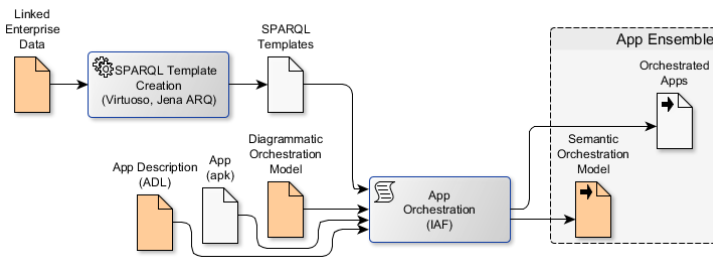 Linked
Enterprise
Data
SPARQL Template
Creation
(Virtuoso, Jena ARQ)
SPARQL
Templates
App Ensemble
Orchestrated
Apps
App Description
(ADL)
App
(apk)
Diagrammatic
Orchestration
Model
App
Orchestration
(IAF)
Semantic
Orchestration
Model